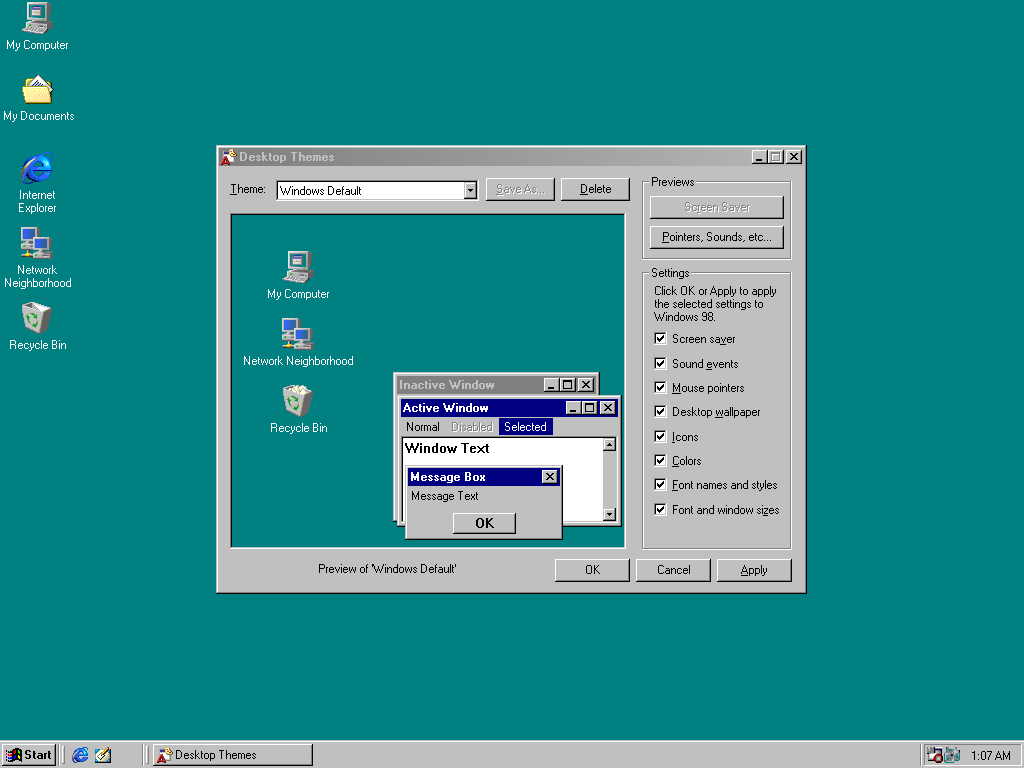 My Computer
My Documents
Internet
Explorer
Network
Neighborhood
Recycle Bin
Desktop Themes
Theme:
Windows Default
Save As...
Delete
My Computer
Network Neighborhood
Recycle Bin
Inactive Window
Active Window
Normal Disabled Selected
Window Text
Message Box
Message Text
OK
Preview of 'Windows Default'
Previews
Screen Saver
Pointers, Sounds, etc...
Settings
Click OK or Apply to apply
the selected settings to
Windows 98.
Screen saver
Sound events
Mouse pointers
Desktop wallpaper
Icons
Colors
Font names and styles
Font and window sizes
OK
Cancel
Apply
Start
Desktop Themes
1:07 AM